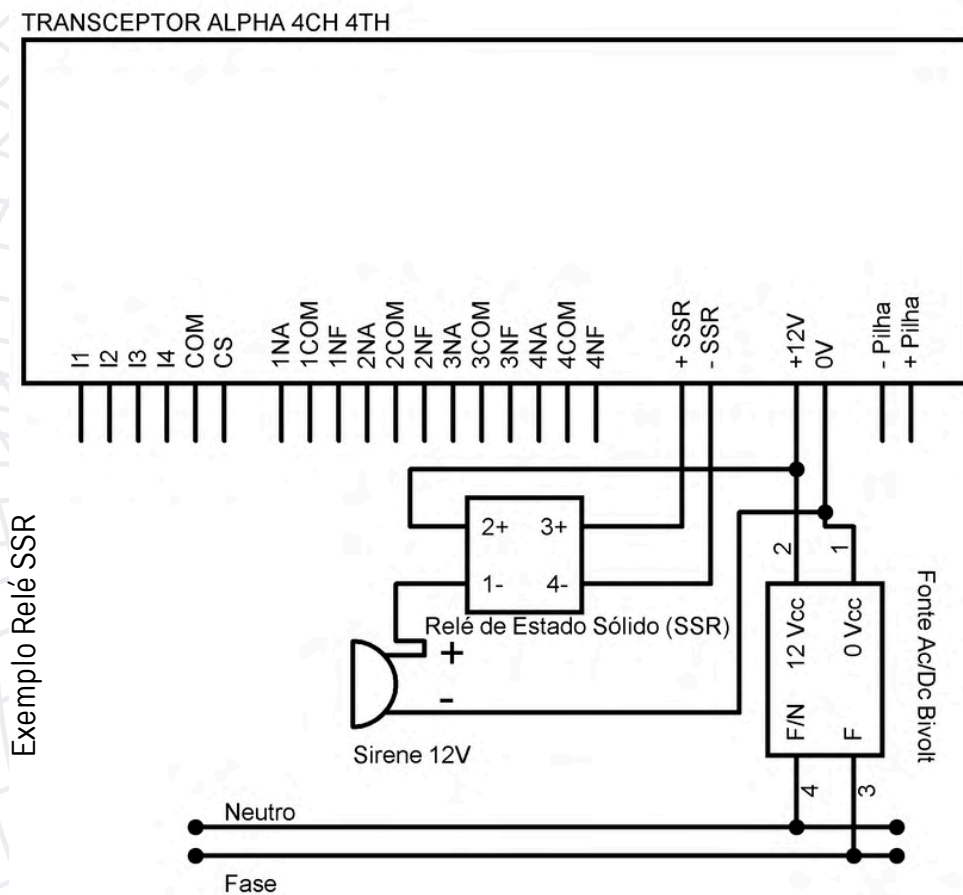 TRANSCEPTOR ALPHA 4CH 4TH
I1
I2
I3
I4
COM
CS
1NA
1COM
1NF
2NA
2COM
2NF
3NA
3COM
3NF
4NA
4COM
4NF
+ SSR
- SSR
+12V
0V
- Pilha
+ Pilha
Exemplo Relé SSR
2+ 3+
1- 4-
Relé de Estado Sólido (SSR)
+
-
Sirene 12V
2
1
12 Vcc
0 Vcc
F/N
F
4
3
Fonte Ac/Dc Bivolt
Neutro
Fase